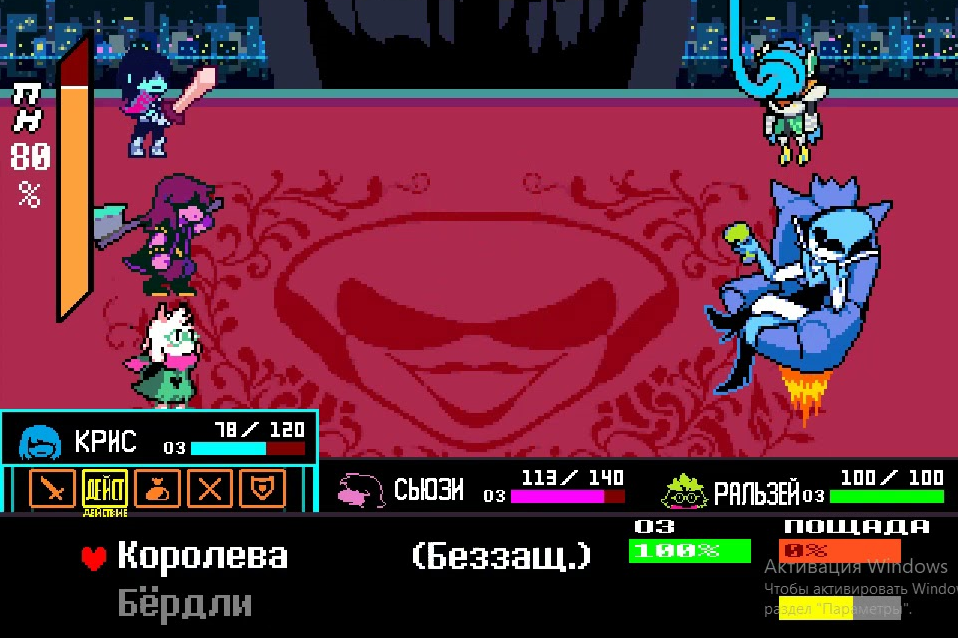 ПН
80
%
КРИС
78/ 120
ОЗ
ДЕЙСТ
ДЕЙСТВИЕ
СЬЮЗИ
113/ 140
ОЗ
РАЛЬЗЕЙ
100/ 100
ОЗ
ОЗ ПОЩАДА
Королева (Беззащ.) 100% 0%
Бёрдли
Активация Windows
Чтобы активировать Windo
раздел "Параметры".